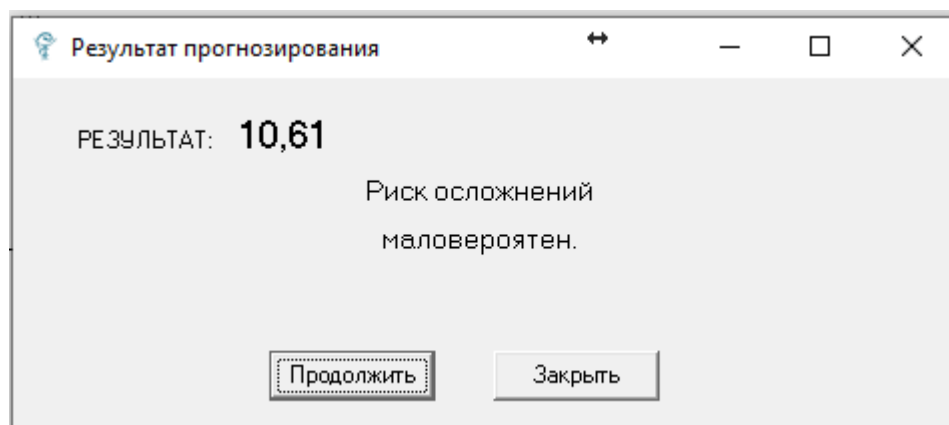 Результат прогнозирования
РЕЗУЛЬТАТ: 10,61
Риск осложнений
маловероятен.
Продолжить Закрыть